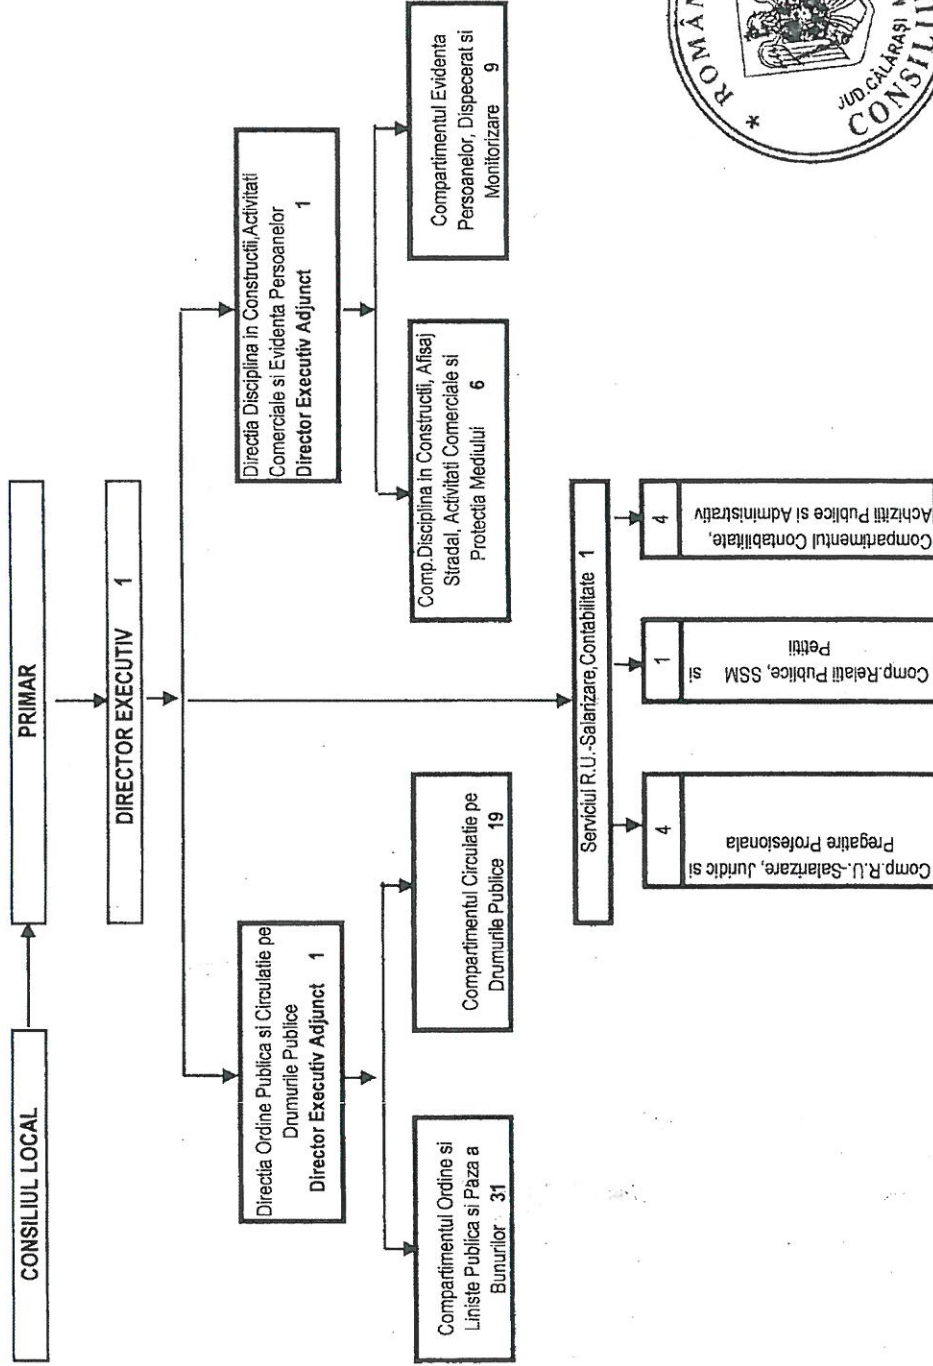 CONSILIUL LOCAL
PRIMAR
DIRECTOR EXECUTIV 1
Directia Ordine Publica si Circulatie pe
Drumurile Publice
Director Executiv Adjunct 1
Directia Disciplina in Constructii,Activitati
Comerciale si Evidenta Persoanelor
Director Executiv Adjunct 1
Compartimentul Ordine si
Liniste Publica si Paza a
Bunurilor 31
Compartimentul Circulatie pe
Drumurile Publice 19
Comp.Disciplina in Constructii, Afisaj
Stradal, Activitati Comerciale si
Protectia Mediului 6
Compartimentul Evidenta
Persoanelor, Dispecerat si
Monitorizare 9
Serviciul R.U.-Salarizare,Contabilitate 1
4
Comp.R.U.-Salarizare, Juridic si
Pregatire Profesionala
1
Comp.Relatii Publice, SSM si
Petitii
4
Compartimentul Contabilitate,
Achizitii Publice si Administrativ
* ROMÂN
JUD.CĂLĂRAȘI
CONSILIU